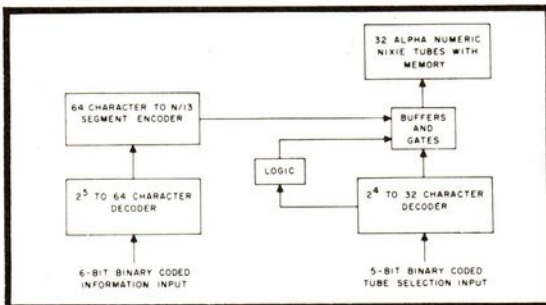 32 ALPHA NUMERIC
NIXIE TUBES WITH
MEMORY
64 CHARACTER TO N/13
SEGMENT ENCODER
BUFFERS
AND
GATES
LOGIC
2⁵ TO 64 CHARACTER
DECODER
2⁴ TO 32 CHARACTER
DECODER
6-BIT BINARY CODED
INFORMATION INPUT
5-BIT BINARY CODED
TUBE SELECTION INPUT